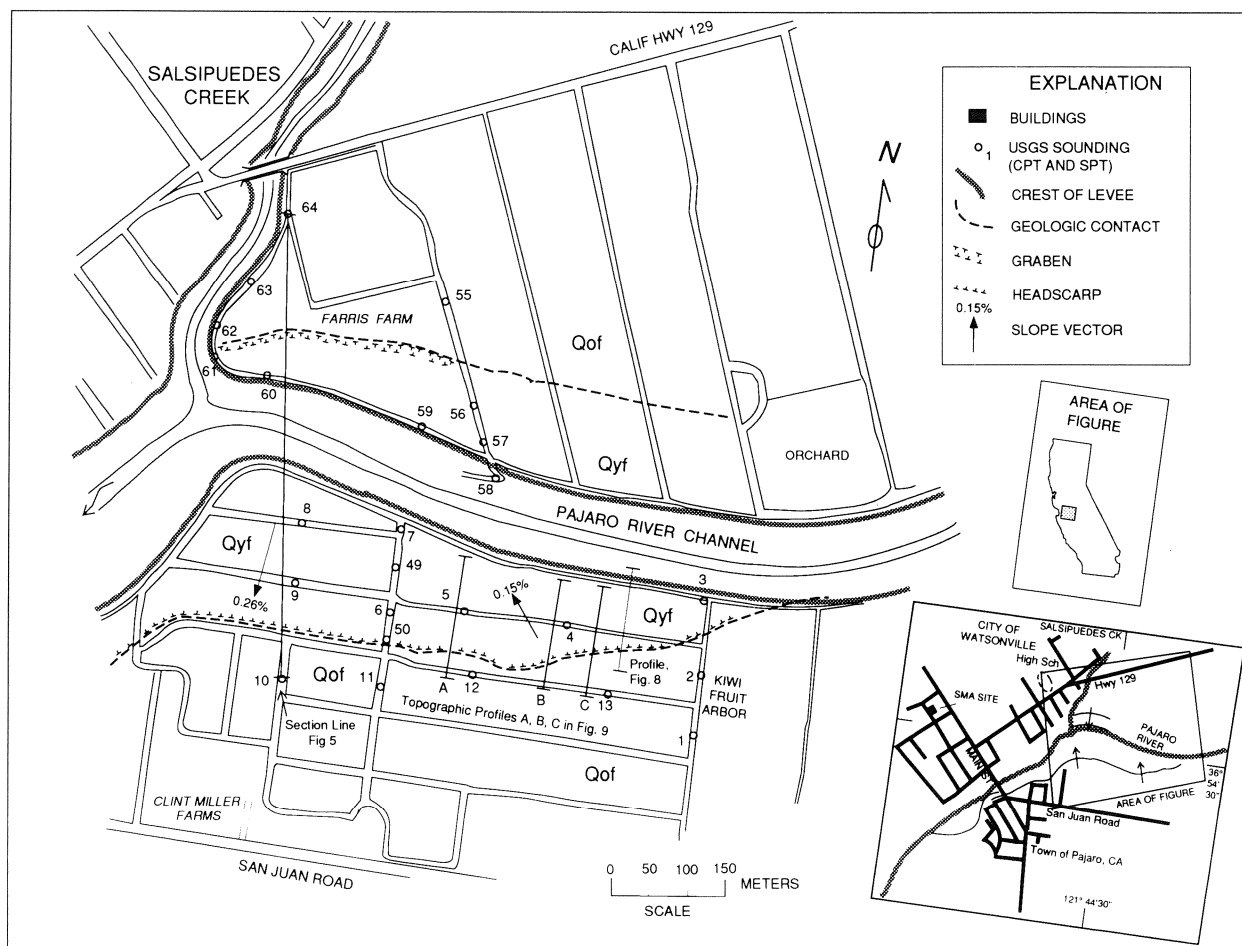 CALIF HWY 129
SALSIPUEDES
CREEK
64
63
62
61
60
FARRIS FARM
55
56
59
57
58
Qof
Qyf
ORCHARD
N
PAJARO RIVER CHANNEL
8
7
Qyf
49
9
0.26%
6
5
0.15%
4
3
Qyf
50
10
Qof
11
A
12
B
C
13
Profile,
Fig. 8
2
KIWI
FRUIT
ARBOR
1
Section Line
Fig 5
Topographic Profiles A, B, C in Fig. 9
Qof
CLINT MILLER
FARMS
SAN JUAN ROAD
0 50 100 150
METERS
SCALE
EXPLANATION
BUILDINGS
1
USGS SOUNDING
(CPT AND SPT)
CREST OF LEVEE
GEOLOGIC CONTACT
GRABEN
HEADSCARP
0.15%
SLOPE VECTOR
AREA OF
FIGURE
CITY OF
WATSONVILLE
SALSIPUEDES CK
High Sch
Hwy 129
SMA SITE
PAJARO
RIVER
MAIN ST
36°
54'
30"
AREA OF FIGURE
San Juan Road
Town of Pajaro, CA
121° 44'30"